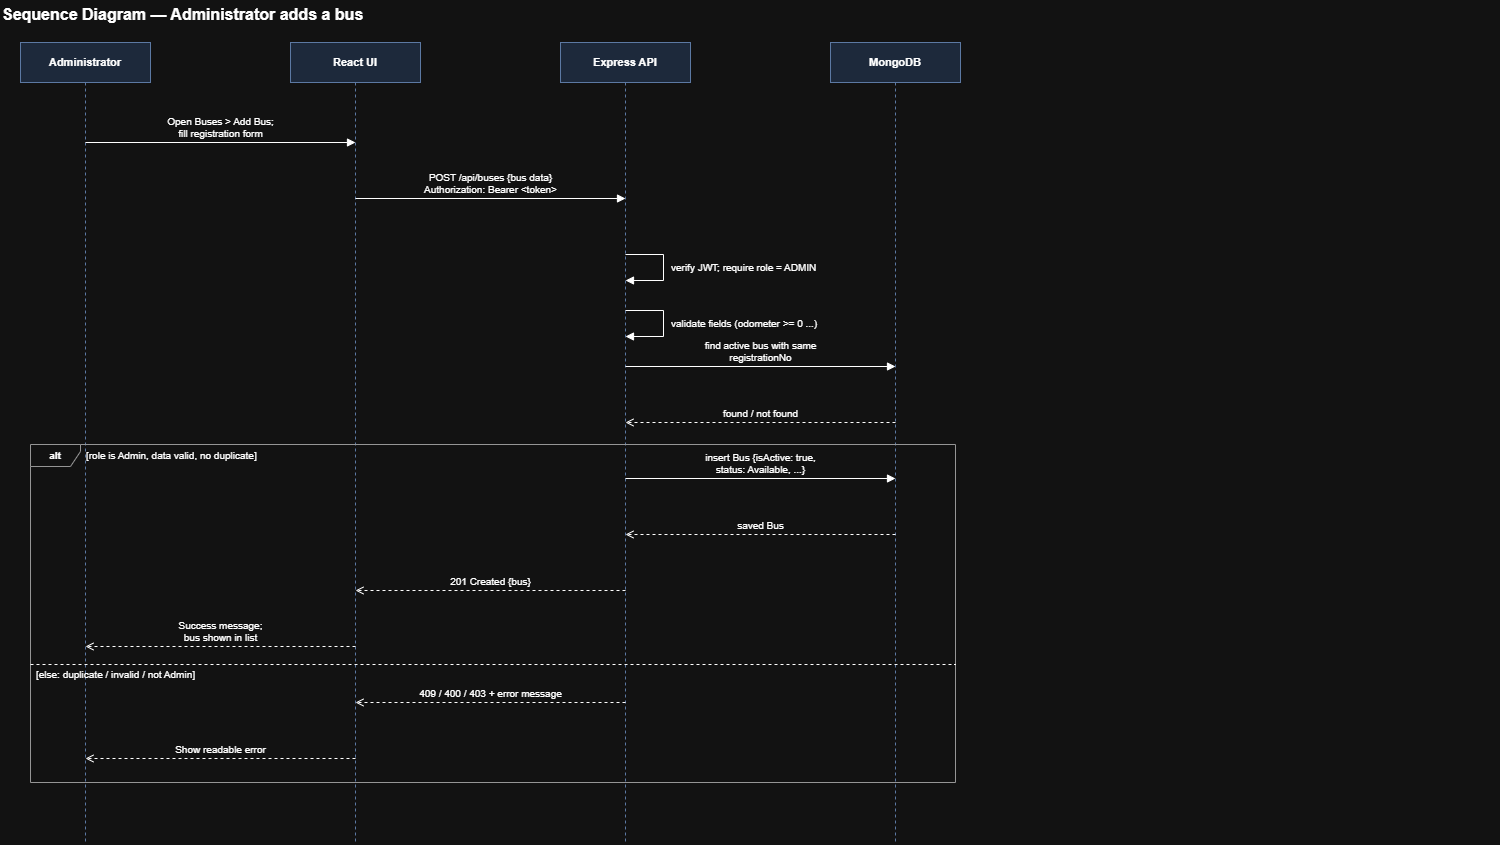 Sequence Diagram — Administrator adds a bus
Administrator
React UI
Express API
MongoDB
Open Buses > Add Bus;
fill registration form
POST /api/buses {bus data}
Authorization: Bearer <token>
verify JWT; require role = ADMIN
validate fields (odometer >= 0 ...)
find active bus with same
registrationNo
found / not found
alt
[role is Admin, data valid, no duplicate]
insert Bus {isActive: true,
status: Available, ...}
saved Bus
201 Created {bus}
Success message;
bus shown in list
[else: duplicate / invalid / not Admin]
409 / 400 / 403 + error message
Show readable error